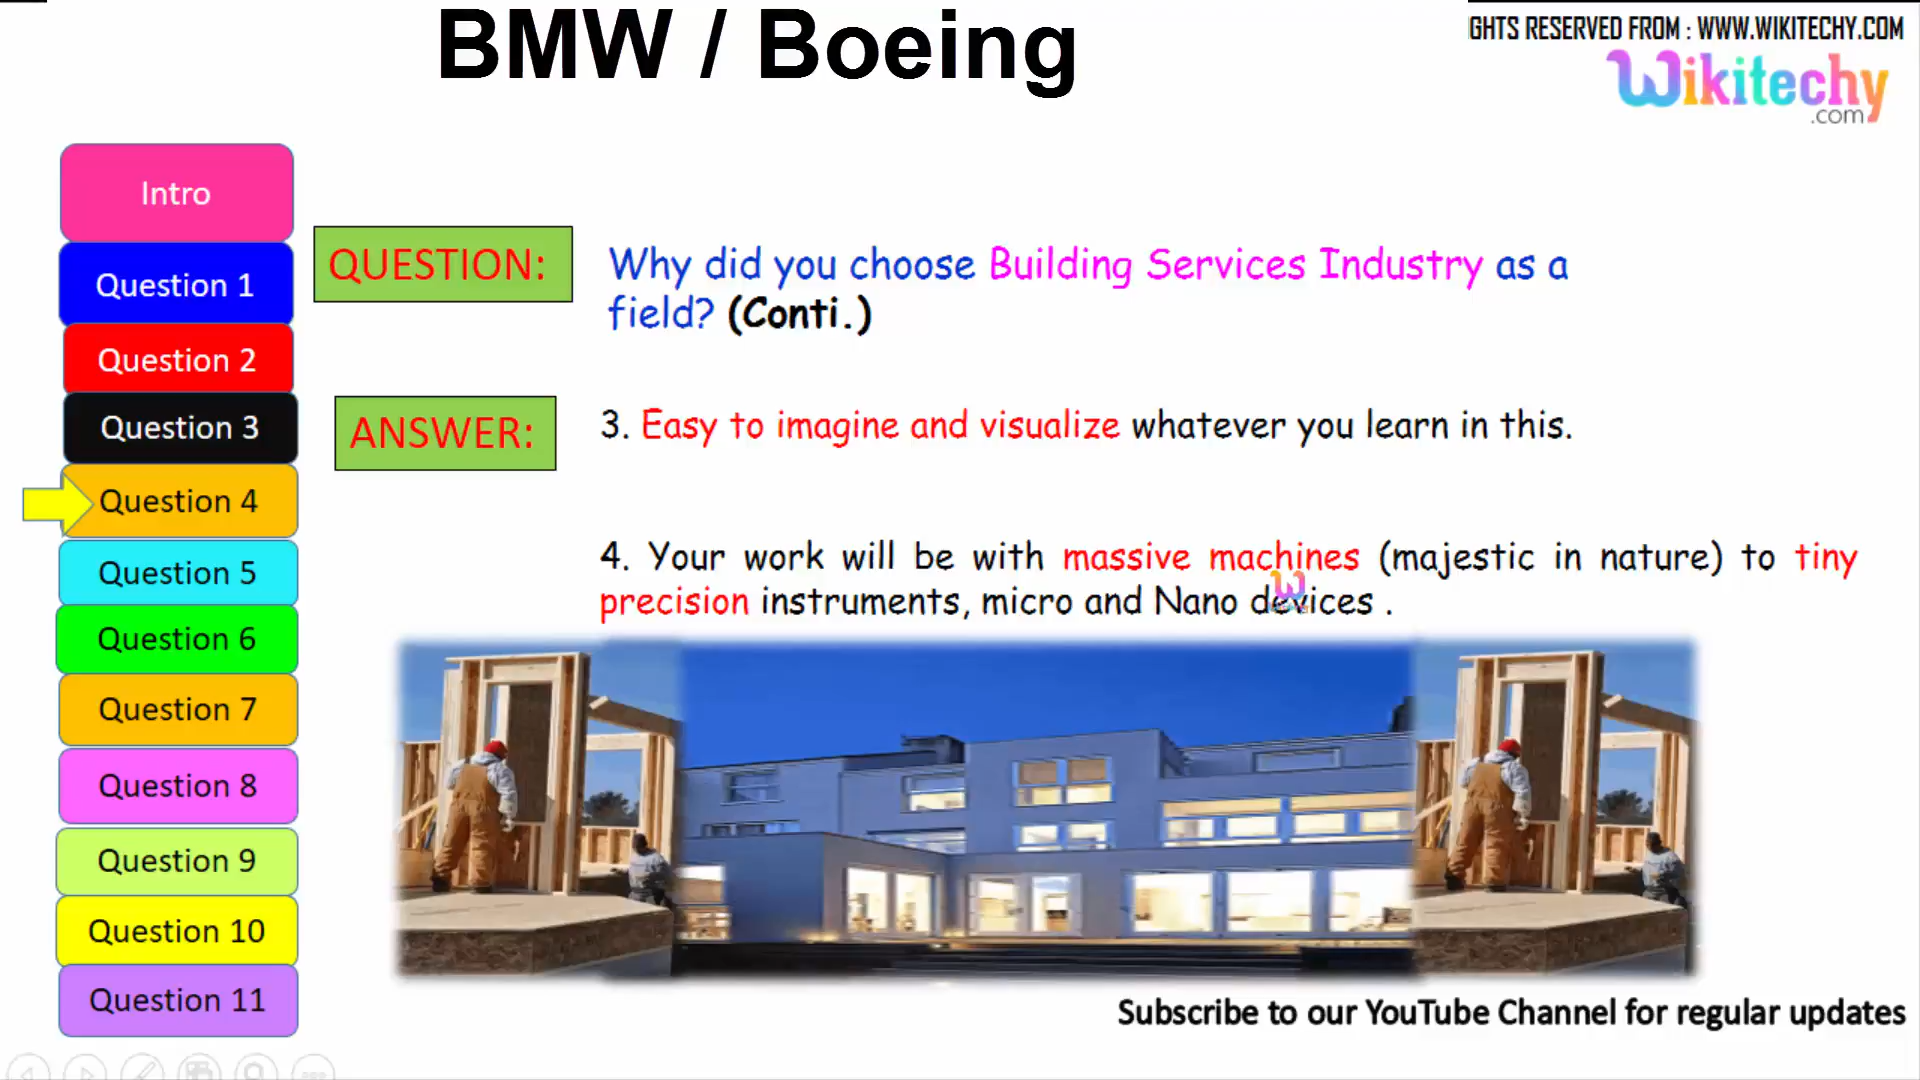 BMW / Boeing
GHTS RESERVED FROM : WWW.WIKITECHY.COM
Wikitechy
.com
Intro
Question 1
Question 2
Question 3
Question 4
Question 5
Question 6
Question 7
Question 8
Question 9
Question 10
Question 11
QUESTION:
Why did you choose Building Services Industry as a
field? (Conti.)
ANSWER:
3. Easy to imagine and visualize whatever you learn in this.
4. Your work will be with massive machines (majestic in nature) to tiny
precision instruments, micro and Nano devices .
Subscribe to our YouTube Channel for regular updates